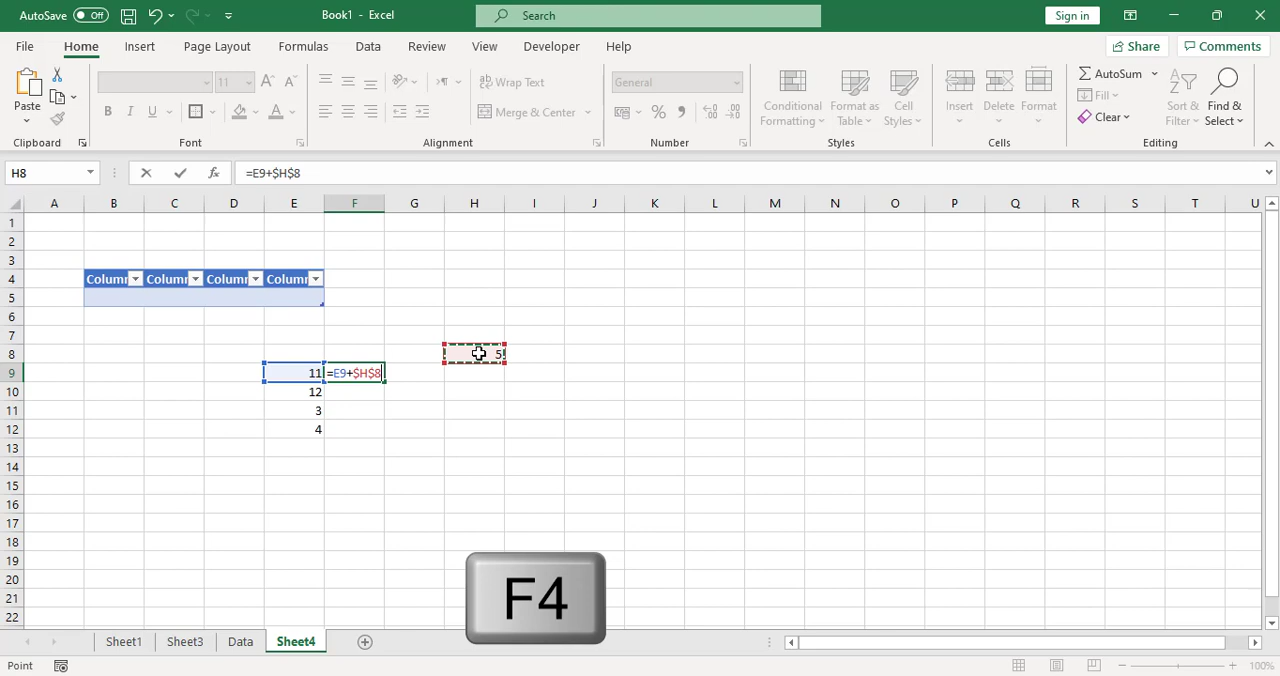 AutoSave Off Book1 - Excel Search Sign in
File Home Insert Page Layout Formulas Data Review View Developer Help Share Comments
Paste 11 Wrap Text General Conditional Formatting Format as Table Cell Styles Insert Delete Format AutoSum Sort & Filter Find & Select
B I U Merge & Center Fill
Clear
Clipboard Font Alignment Number Styles Cells Editing
H8 fx =E9+$H$8
A B C D E F G H I J K L M N O P Q R S T U
1
2
3
4 Column Column Column Column
5
6
7
8 5
9 11 =E9+$H$8
10 12
11 3
12 4
13
14
15
16
17
18
19
20
21
22
F4
Sheet1 Sheet3 Data Sheet4
Point 100%